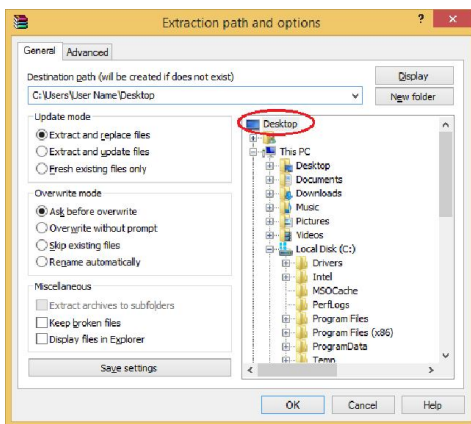 Extraction path and options
?
×
General
Advanced
Destination path (will be created if does not exist)
Display
C:\Users\User Name\Desktop
New folder
Update mode
Extract and replace files
Extract and update files
Fresh existing files only
Overwrite mode
Ask before overwrite
Overwrite without prompt
Skip existing files
Rename automatically
Miscellaneous
Extract archives to subfolders
Keep broken files
Display files in Explorer
Save settings
Desktop
This PC
Desktop
Documents
Downloads
Music
Pictures
Videos
Local Disk (C:)
Drivers
Intel
MSOCache
PerfLogs
Program Files
Program Files (x86)
ProgramData
Temp
OK
Cancel
Help